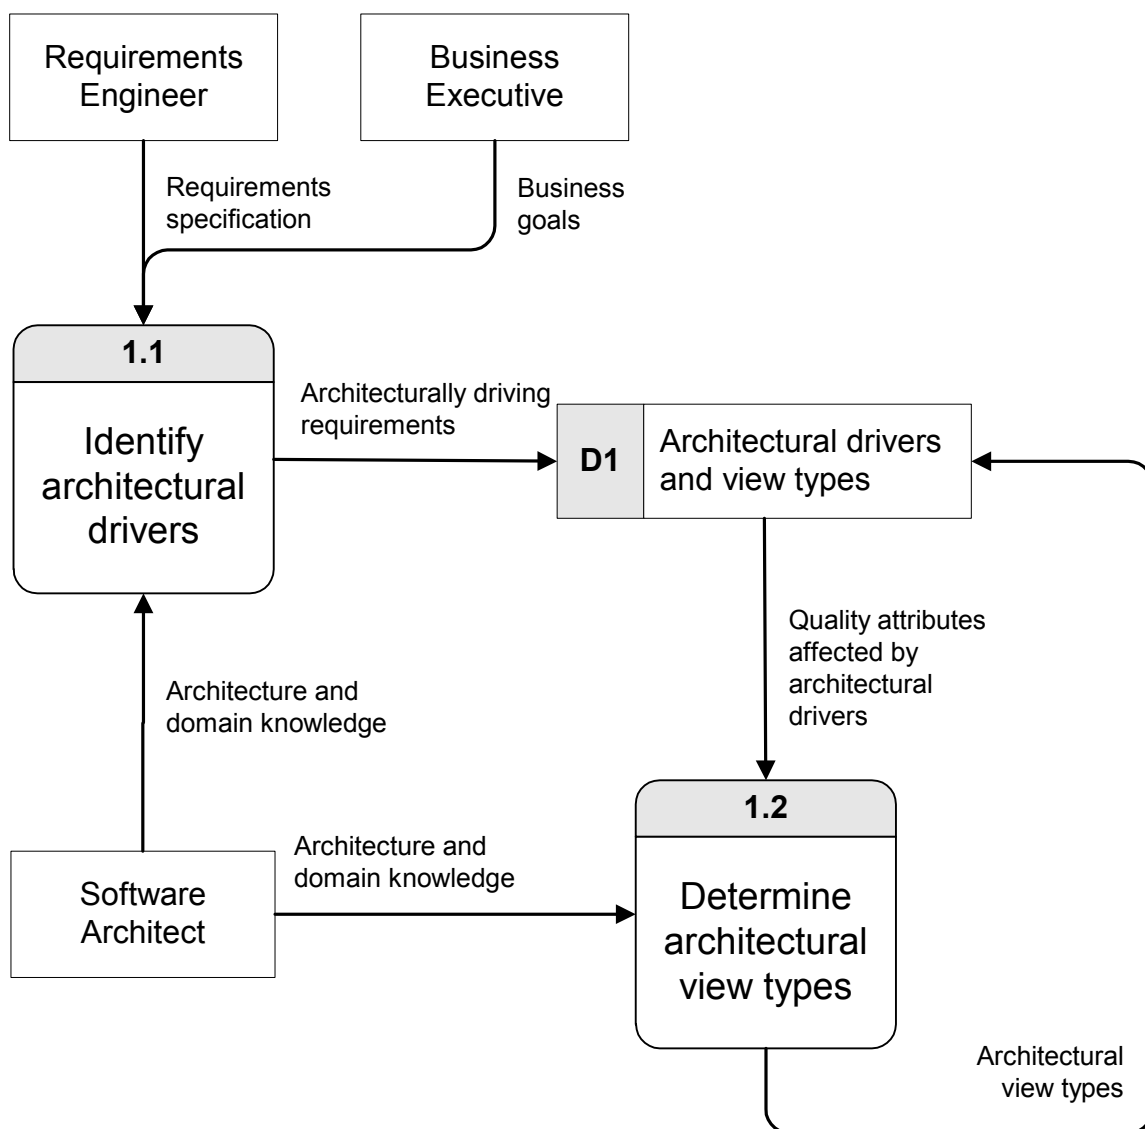 Requirements
Engineer
Business
Executive
Requirements
specification
Business
goals
1.1
Identify
architectural
drivers
Architecturally driving
requirements
D1
Architectural drivers
and view types
Quality attributes
affected by
architectural
drivers
Architecture and
domain knowledge
1.2
Determine
architectural
view types
Architecture and
domain knowledge
Software
Architect
Architectural
view types